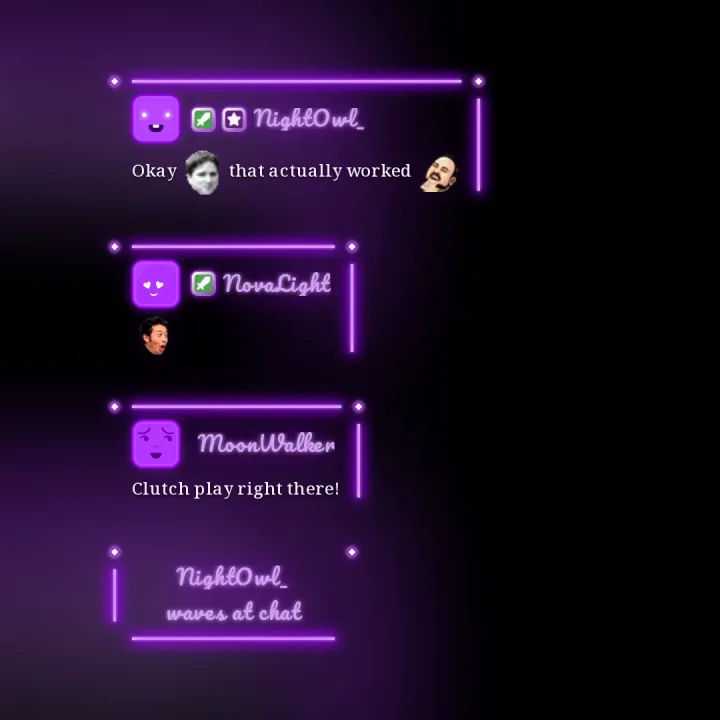 NightOwl_
Okay that actually worked
NovaLight
MoonWalker
Clutch play right there!
NightOwl_
waves at chat